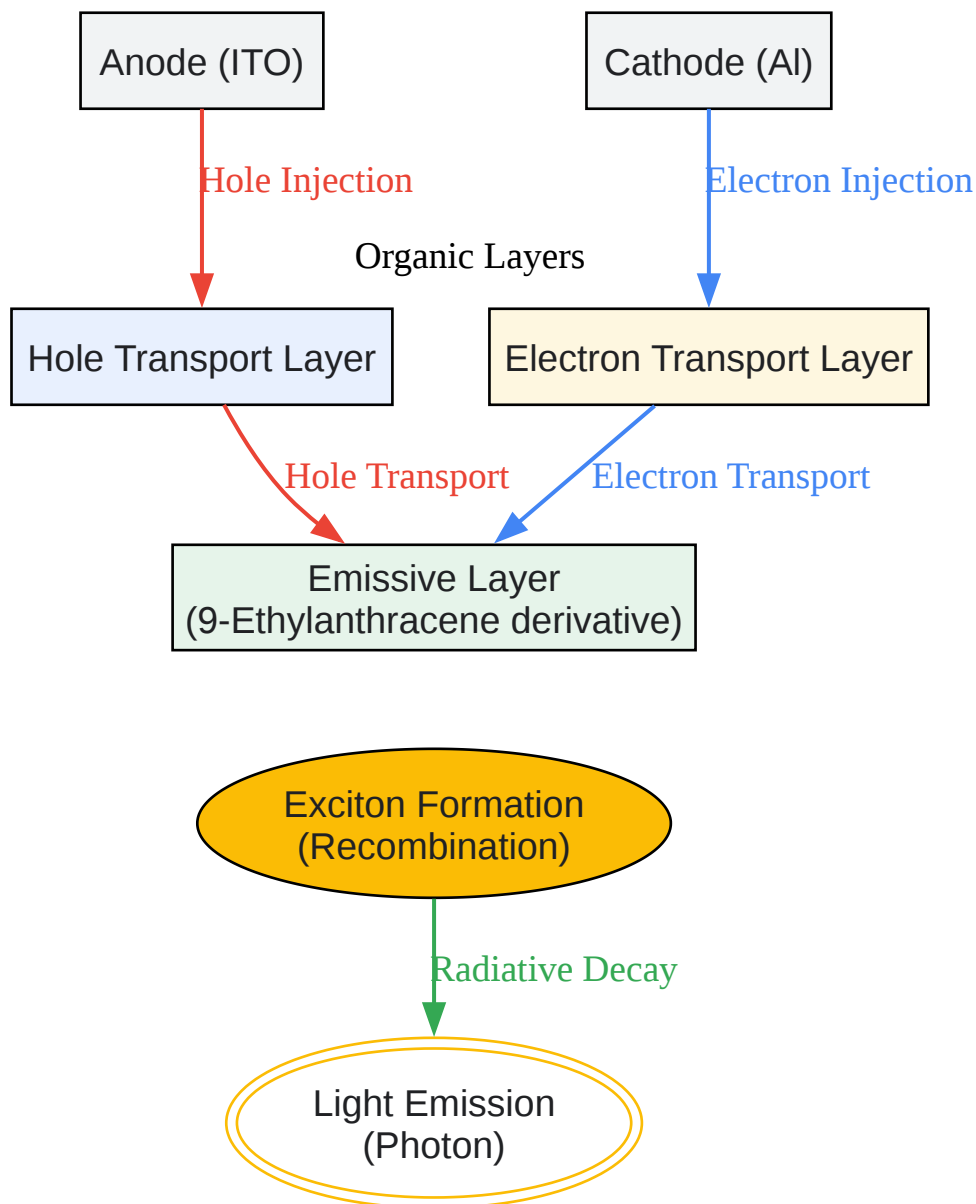 Anode (ITO)
Cathode (Al)
Hole Injection
Electron Injection
Organic Layers
Hole Transport Layer
Electron Transport Layer
Hole Transport
Electron Transport
Emissive Layer
(9-Ethylanthracene derivative)
Exciton Formation
(Recombination)
Radiative Decay
Light Emission
(Photon)